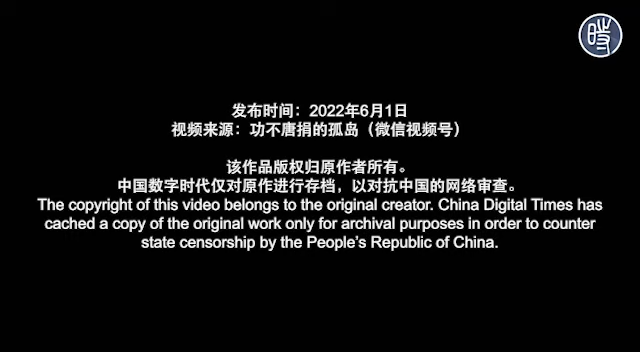 发布时间：2022年6月1日
视频来源：功不唐捐的孤岛（微信视频号）
该作品版权归原作者所有。
中国数字时代仅对原作进行存档，以对抗中国的网络审查。
The copyright of this video belongs to the original creator. China Digital Times has
cached a copy of the original work only for archival purposes in order to counter
state censorship by the People's Republic of China.